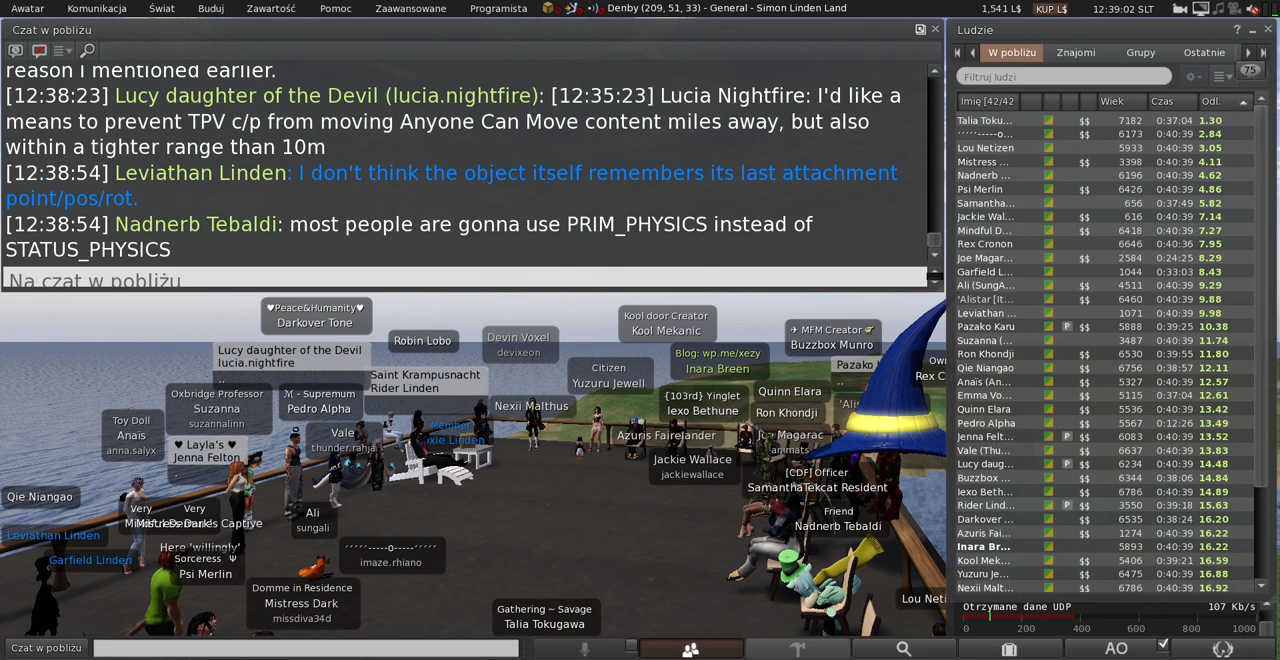 Awatar Komunikacja Świat Buduj Zawartość Pomoc Zaawansowane Programista Denby (209, 51, 33) - General - Simon Linden Land 1,541 L$ KUP L$ 12:39:02 SLT
Czat w pobliżu
reason I mentioned earlier.
[12:38:23] Lucy daughter of the Devil (lucia.nightfire): [12:35:23] Lucia Nightfire: I'd like a
means to prevent TPV c/p from moving Anyone Can Move content miles away, but also
within a tighter range than 10m
[12:38:54] Leviathan Linden: I don't think the object itself remembers its last attachment
point/pos/rot.
[12:38:54] Nadnerb Tebaldi: most people are gonna use PRIM_PHYSICS instead of
STATUS_PHYSICS
Na czat w pobliżu
♥Peace&Humanity♥
Darkover Tone
Robin Lobo
Devin Voxel
devixeon
Kool door Creator
Kool Mekanic
✈ MFM Creator
Buzzbox Munro
Lucy daughter of the Devil
lucia.nightfire
Saint Krampusnacht
Rider Linden
Citizen
Yuzuru Jewell
Blog: wp.me/xezy
Inara Breen
Pazako
Oxbridge Professor
Suzanna
suzannalinn
ℳ - Supremum
Pedro Alpha
Nexii Malthus
{103rd} Yinglet
Iexo Bethune
Quinn Elara
Ron Khondji
Toy Doll
Anaïs
anna.salyx
♥ Layla's ♥
Jenna Felton
Vale
thunder.rahja
Member
Azuris Fairelander
Magarac
animats
Jackie Wallace
jackiewallace
[CDF] Officer
SamanthaTekcat Resident
Qie Niangao
Very
Very
Ali
sungali
Friend
Nadnerb Tebaldi
Leviathan Linden
Garfield Linden
Here 'willingly'
Sorceress Ψ
Psi Merlin
´´´´´-----o-----´´´´´
imaze.rhiano
Domme in Residence
Mistress Dark
missdiva34d
Gathering ~ Savage
Talia Tokugawa
Lou Neti
Czat w pobliżu
Ludzie
W pobliżu Znajomi Grupy Ostatnie
Filtruj ludzi
75
Imię [42/42 Wiek Czas Odl.
Talia Toku... $$ 7182 0:37:04 1.30
´´´´´-----o... $$ 6173 0:40:39 2.84
Lou Netizen 5933 0:40:39 3.05
Mistress ... $$ 3398 0:40:39 4.11
Nadnerb ... 6196 0:40:39 4.62
Psi Merlin $$ 6426 0:40:39 4.86
Samantha... 656 0:37:49 5.82
Jackie Wal... $$ 616 0:40:39 7.14
Mindful D... $$ 6418 0:40:39 7.27
Rex Cronon 6646 0:40:36 7.95
Joe Magar... $$ 2584 0:24:25 8.29
Garfield L... 1044 0:33:03 8.43
Ali (SungA... $$ 4511 0:40:39 9.29
'Alistar [It... $$ 6460 0:40:39 9.88
Leviathan ... 1071 0:40:39 9.98
Pazako Karu P $$ 5888 0:39:25 10.38
Suzanna (... 3487 0:40:39 11.74
Ron Khondji $$ 6530 0:39:55 11.80
Qie Niangao $$ 6756 0:38:57 12.11
Anaïs (An... $$ 5327 0:40:39 12.57
Emma Vo... $$ 5115 0:37:04 12.61
Quinn Elara $$ 5536 0:40:39 13.42
Pedro Alpha $$ 5567 0:12:26 13.49
Jenna Felt... P $$ 6083 0:40:39 13.52
Vale (Thu... $$ 6637 0:40:39 13.83
Lucy daug... P $$ 6234 0:40:39 14.48
Buzzbox ... $$ 6344 0:38:06 14.84
Iexo Beth... $$ 6786 0:40:39 14.89
Rider Lind... P $$ 3550 0:39:18 15.63
Darkover ... $$ 6535 0:38:24 16.20
Azuris Fai... $$ 1274 0:40:39 16.22
Inara Br... 5893 0:40:39 16.22
Kool Mek... $$ 5406 0:39:21 16.59
Yuzuru Je... $$ 6475 0:40:39 16.88
Nexii Malt... $$ 6786 0:40:39 16.92
Otrzymane dane UDP 107 Kb/s
0 200 400 600 800 1000
AO